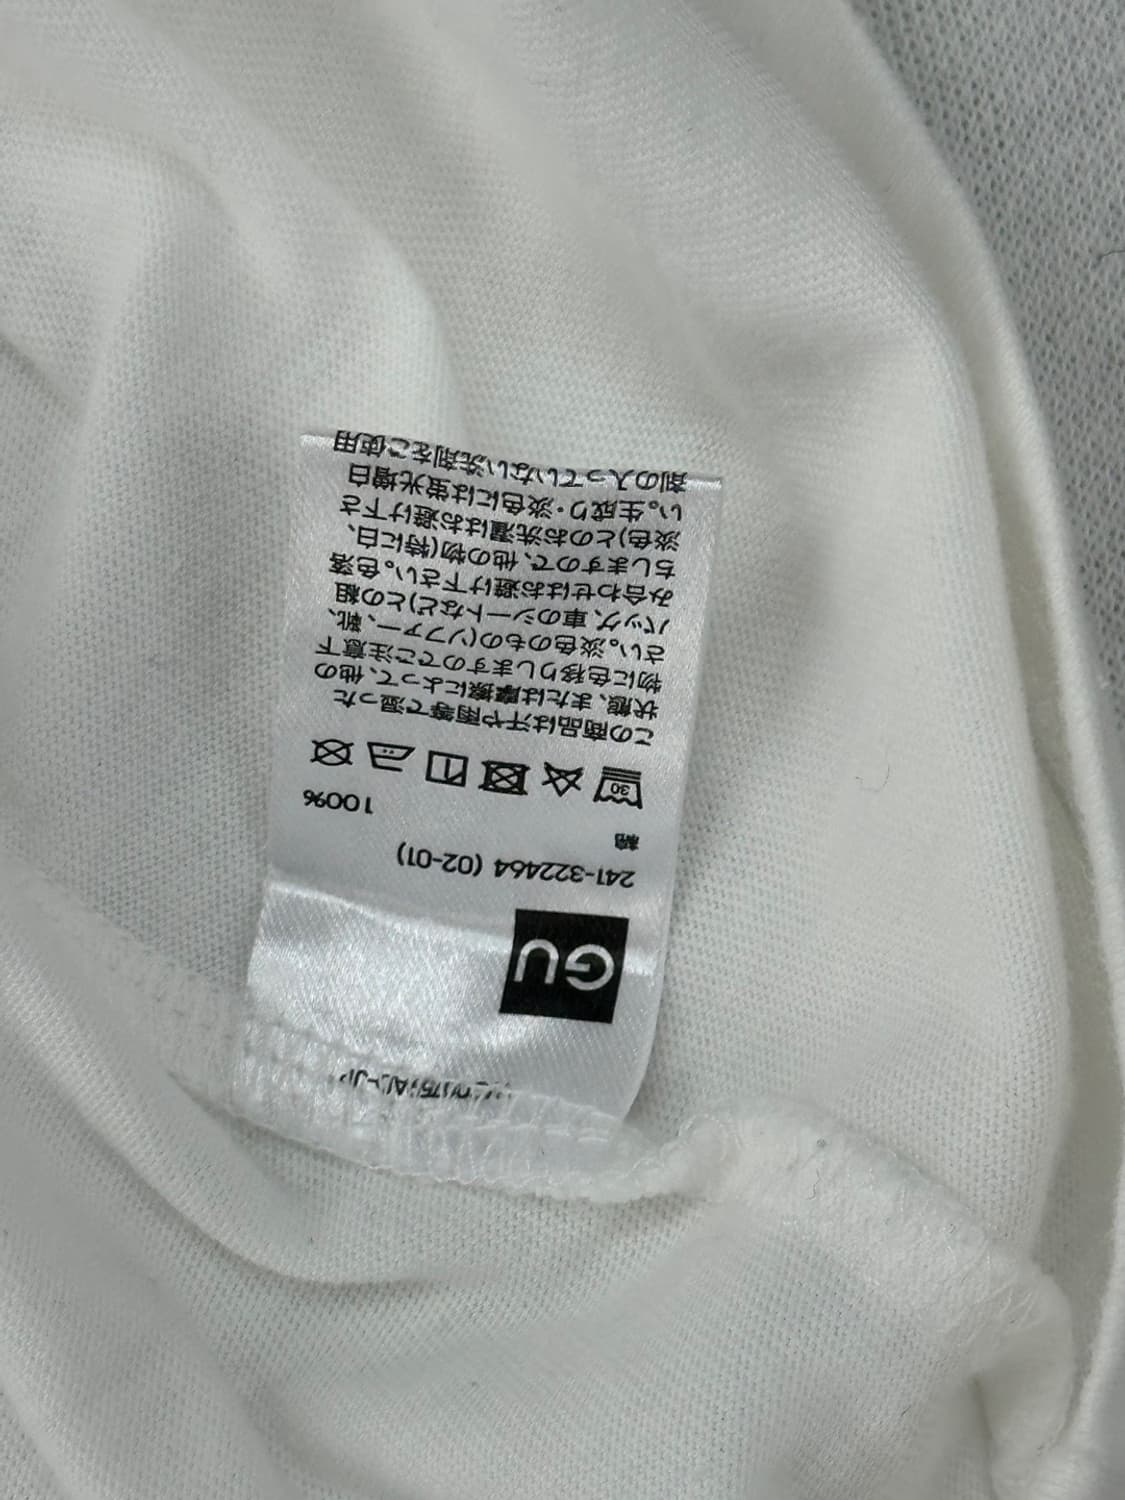 GU
241-322464 (02-01)
綿 100%
30
この商品は汗や雨等で湿った
状態、または摩擦によって、他の
物に色移りしますのでご注意下
さい。淡色のもの(ソファー、靴、
バッグ、車のシートなど)との組
み合わせはお避け下さい。色落
ちしますので、他の物(特に白、
淡色)とのお洗濯はお避け下さ
い。生成り・淡色には蛍光増白
剤の入っていない洗剤をご使用